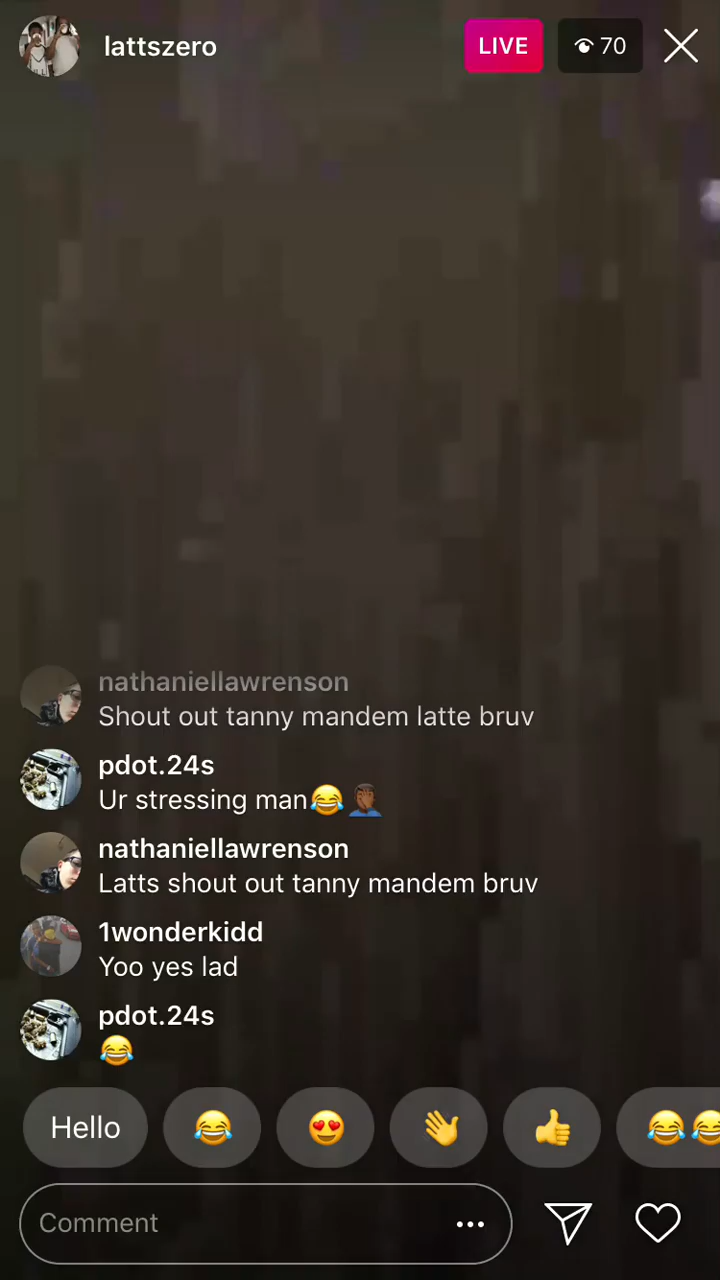 lattszero
LIVE
70
nathaniellawrenson
Shout out tanny mandem latte bruv
pdot.24s
Ur stressing man😂🤦🏾‍♂️
nathaniellawrenson
Latts shout out tanny mandem bruv
1wonderkidd
Yoo yes lad
pdot.24s
😂
Hello 😂 😍 👋 👍 😂😂
Comment